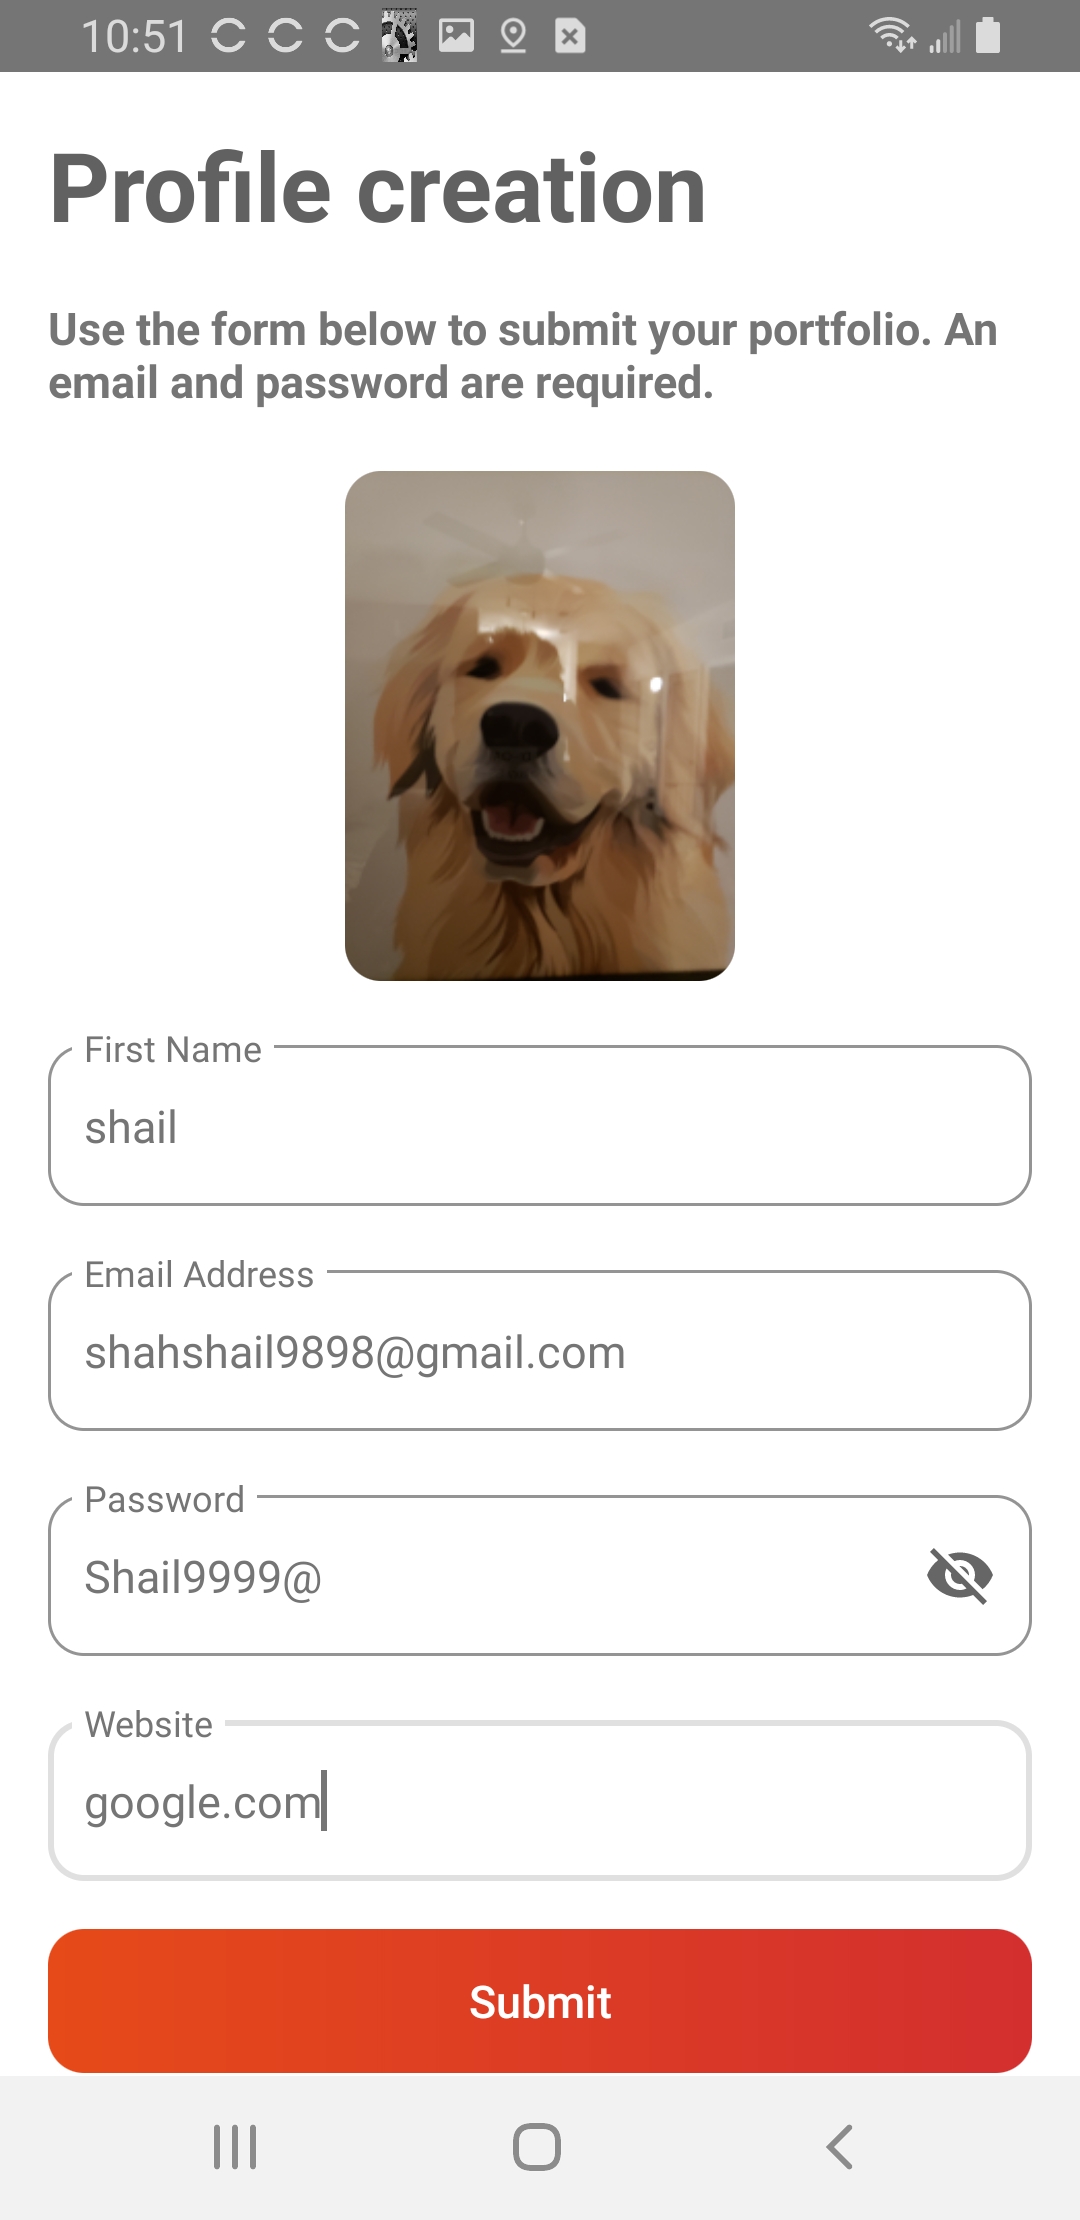 10:51
Profile creation
Use the form below to submit your portfolio. An
email and password are required.
First Name
shail
Email Address
shahshail9898@gmail.com
Password
Shail9999@
Website
google.com
Submit